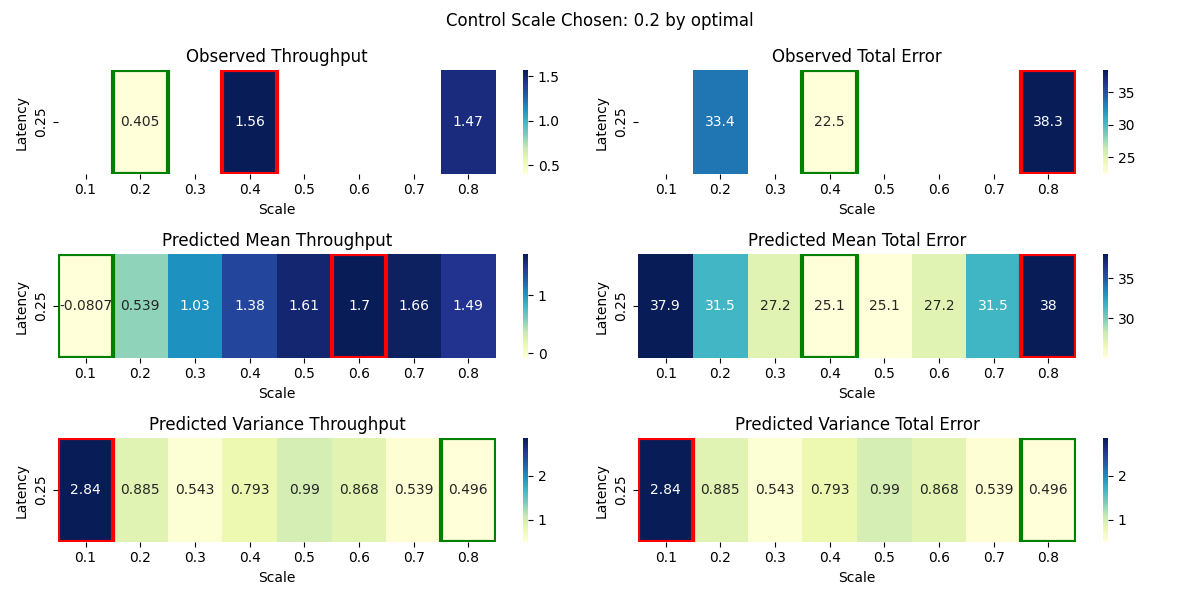 Control Scale Chosen: 0.2 by optimal
Observed Throughput
Latency
0.25
0.405
1.56
1.47
0.1 0.2 0.3 0.4 0.5 0.6 0.7 0.8
Scale
1.5
1.0
0.5
Observed Total Error
Latency
0.25
33.4
22.5
38.3
0.1 0.2 0.3 0.4 0.5 0.6 0.7 0.8
Scale
35
30
25
Predicted Mean Throughput
Latency
0.25
-0.0807 0.539 1.03 1.38 1.61 1.7 1.66 1.49
0.1 0.2 0.3 0.4 0.5 0.6 0.7 0.8
Scale
1
0
Predicted Mean Total Error
Latency
0.25
37.9 31.5 27.2 25.1 25.1 27.2 31.5 38
0.1 0.2 0.3 0.4 0.5 0.6 0.7 0.8
Scale
35
30
Predicted Variance Throughput
Latency
0.25
2.84 0.885 0.543 0.793 0.99 0.868 0.539 0.496
0.1 0.2 0.3 0.4 0.5 0.6 0.7 0.8
Scale
2
1
Predicted Variance Total Error
Latency
0.25
2.84 0.885 0.543 0.793 0.99 0.868 0.539 0.496
0.1 0.2 0.3 0.4 0.5 0.6 0.7 0.8
Scale
2
1